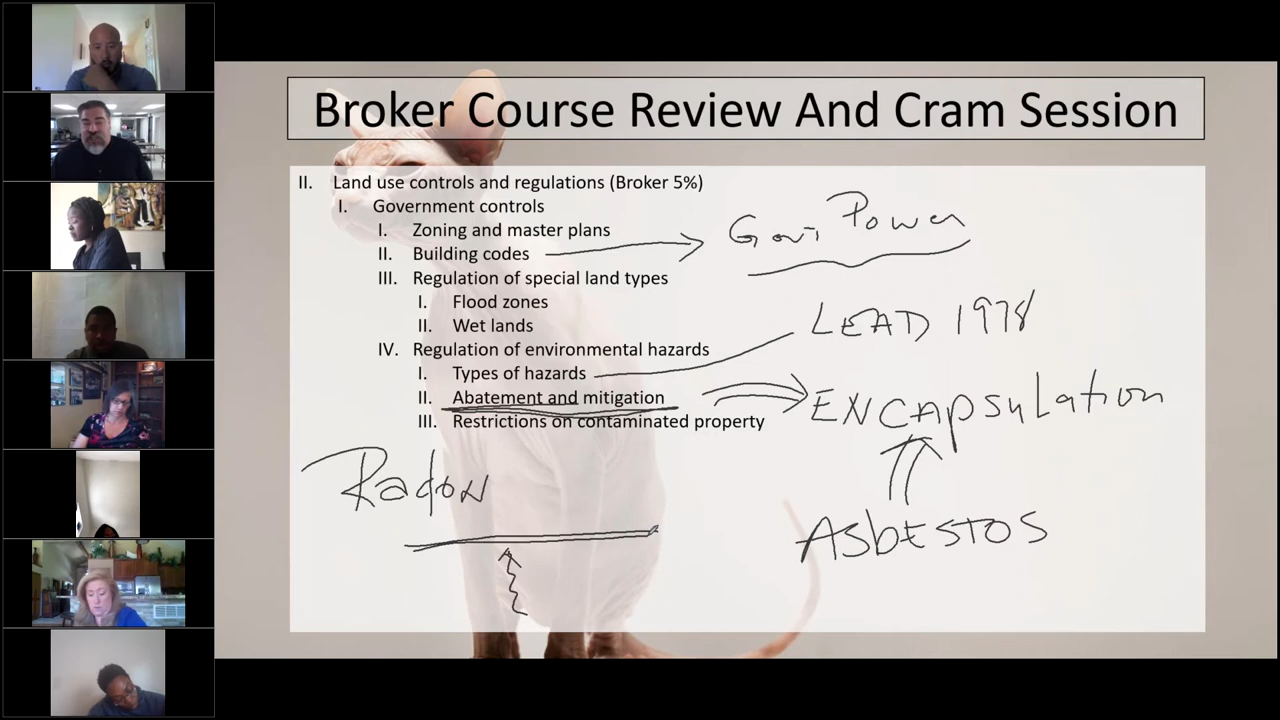 Broker Course Review And Cram Session
II. Land use controls and regulations (Broker 5%)
I. Government controls
I. Zoning and master plans
II. Building codes
III. Regulation of special land types
I. Flood zones
II. Wet lands
IV. Regulation of environmental hazards
I. Types of hazards
II. Abatement and mitigation
III. Restrictions on contaminated property
Gov. Power
LEAD 1978
ENCAPSulation
ASbESTOS
Radon